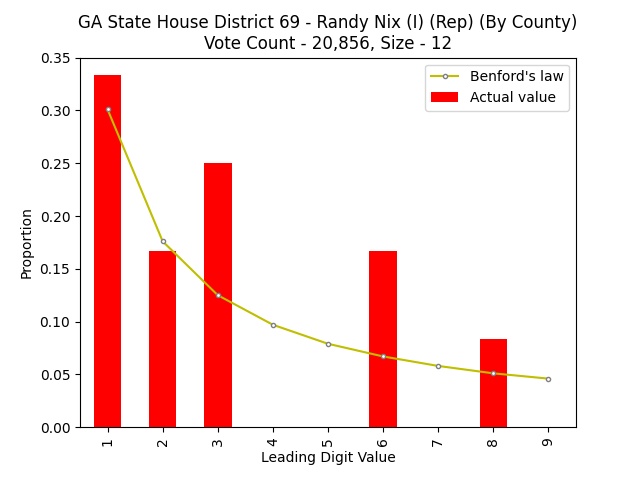 GA State House District 69 - Randy Nix (I) (Rep) (By County)
Vote Count - 20,856, Size - 12
Benford's law
Actual value
0.35
0.30
0.25
0.20
0.15
0.10
0.05
0.00
Proportion
1 2 3 4 5 6 7 8 9
Leading Digit Value